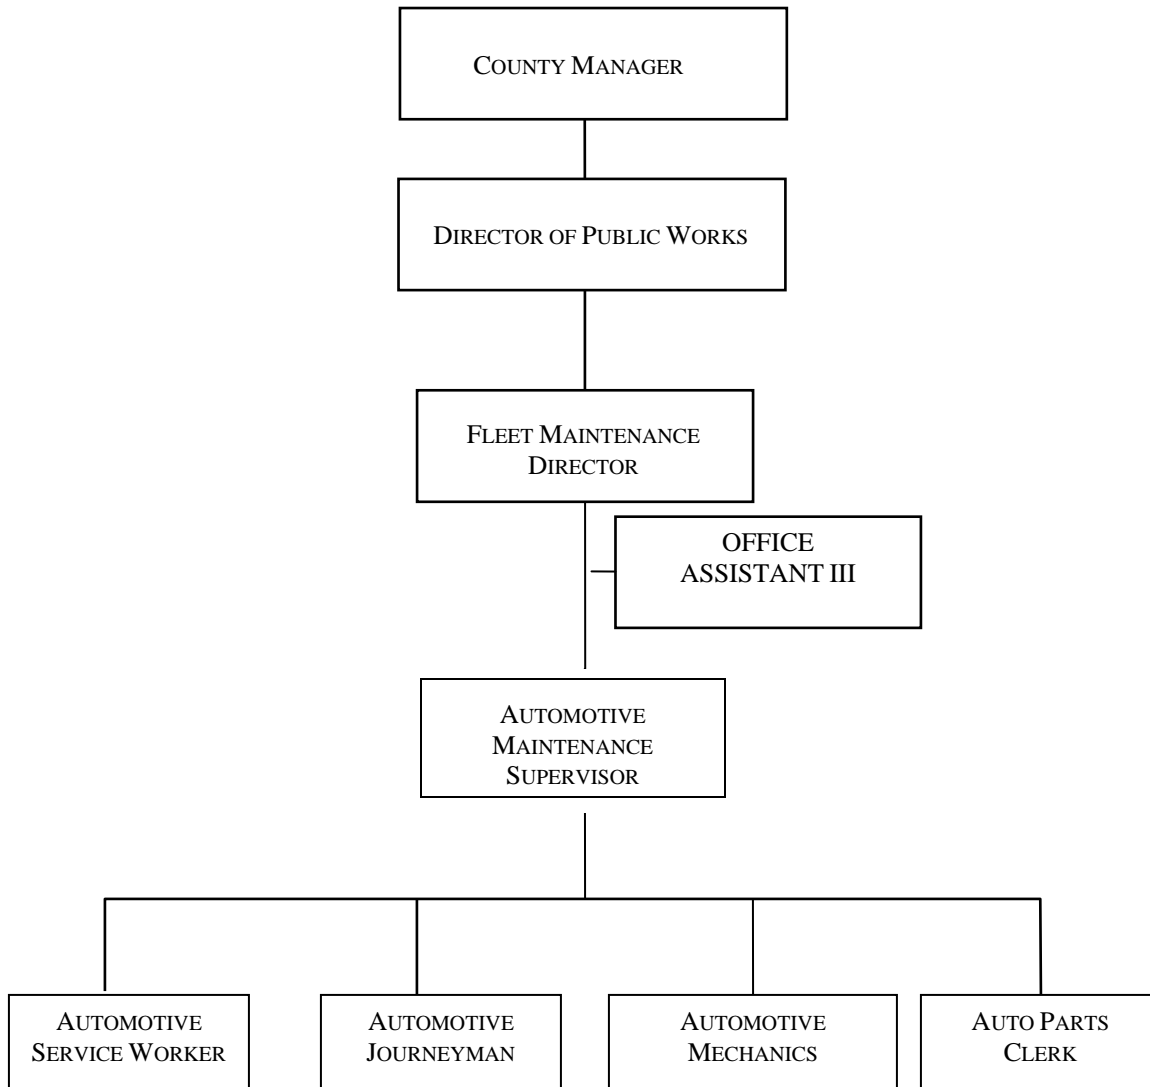 COUNTY MANAGER
DIRECTOR OF PUBLIC WORKS
FLEET MAINTENANCE
DIRECTOR
OFFICE
ASSISTANT III
AUTOMOTIVE
MAINTENANCE
SUPERVISOR
AUTOMOTIVE
SERVICE WORKER
AUTOMOTIVE
JOURNEYMAN
AUTOMOTIVE
MECHANICS
AUTO PARTS
CLERK